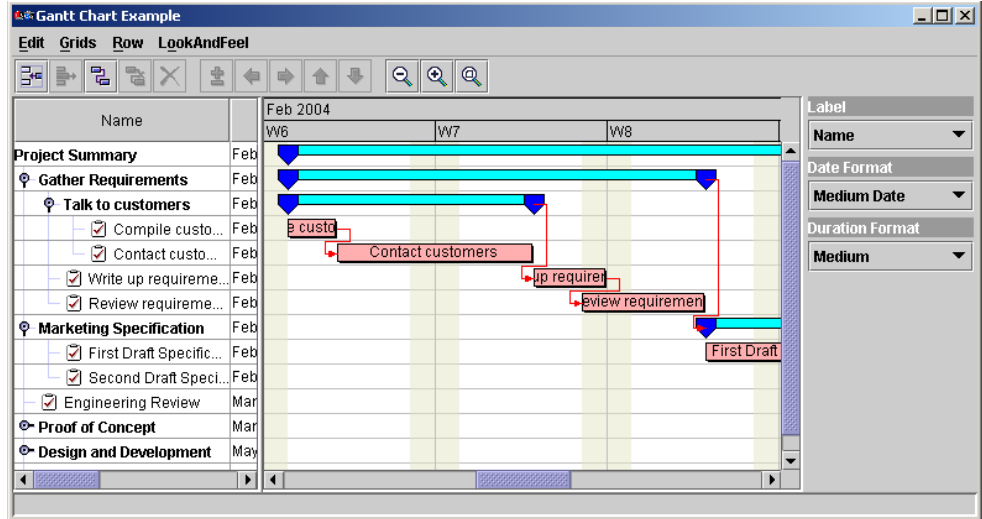 Gantt Chart Example
Edit Grids Row LookAndFeel
Name
Feb 2004
W6 W7 W8
Label
Name
Date Format
Medium Date
Duration Format
Medium
Project Summary Feb
Gather Requirements Feb
Talk to customers Feb
Compile custo... Feb
e custo
Contact custo... Feb
Contact customers
Write up requireme... Feb
up requirer
Review requireme... Feb
eview requiremen
Marketing Specification Feb
First Draft Specific... Feb
First Draft
Second Draft Speci... Feb
Engineering Review Mar
Proof of Concept Mar
Design and Development May